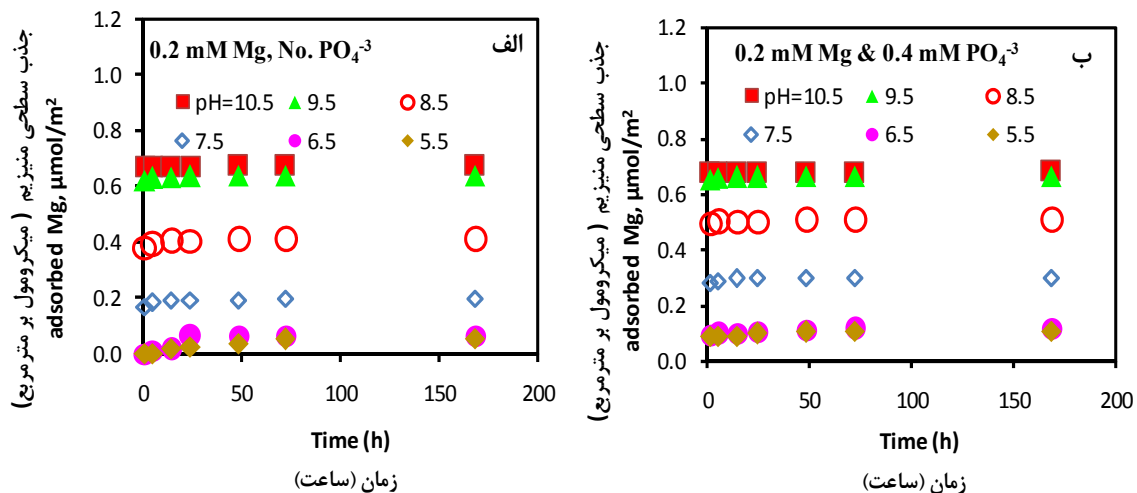 جذب سطحی منیزیم ( میکرومول بر مترمربع)
adsorbed Mg, µmol/m²
1.2
1.0
0.8
0.6
0.4
0.2
0.0
0.2 mM Mg, No. PO₄⁻³
الف
pH=10.5 9.5 8.5
7.5 6.5 5.5
0 50 100 150 200
Time (h)
زمان (ساعت)
جذب سطحی منیزیم ( میکرومول بر مترمربع)
adsorbed Mg, µmol/m²
1.2
1.0
0.8
0.6
0.4
0.2
0.0
0.2 mM Mg & 0.4 mM PO₄⁻³
ب
pH=10.5 9.5 8.5
7.5 6.5 5.5
0 50 100 150 200
Time (h)
زمان (ساعت)